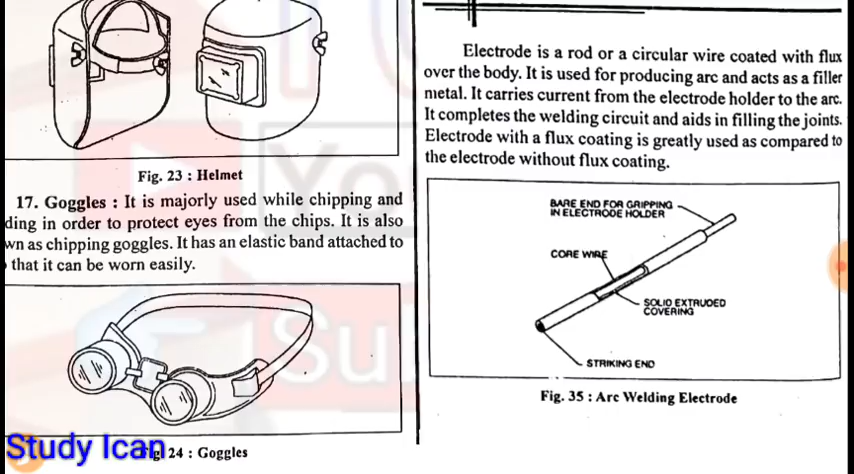 Fig. 23 : Helmet
17. Goggles : It is majorly used while chipping and
ding in order to protect eyes from the chips. It is also
wn as chipping goggles. It has an elastic band attached to
that it can be worn easily.
Study Ican
24 : Goggles
Electrode is a rod or a circular wire coated with flux
over the body. It is used for producing arc and acts as a filler
metal. It carries current from the electrode holder to the arc.
It completes the welding circuit and aids in filling the joints.
Electrode with a flux coating is greatly used as compared to
the electrode without flux coating.
BARE END FOR GRIPPING
IN ELECTRODE HOLDER
CORE WIRE
SOLID EXTRUDED
COVERING
STRIKING END
Fig. 35 : Arc Welding Electrode